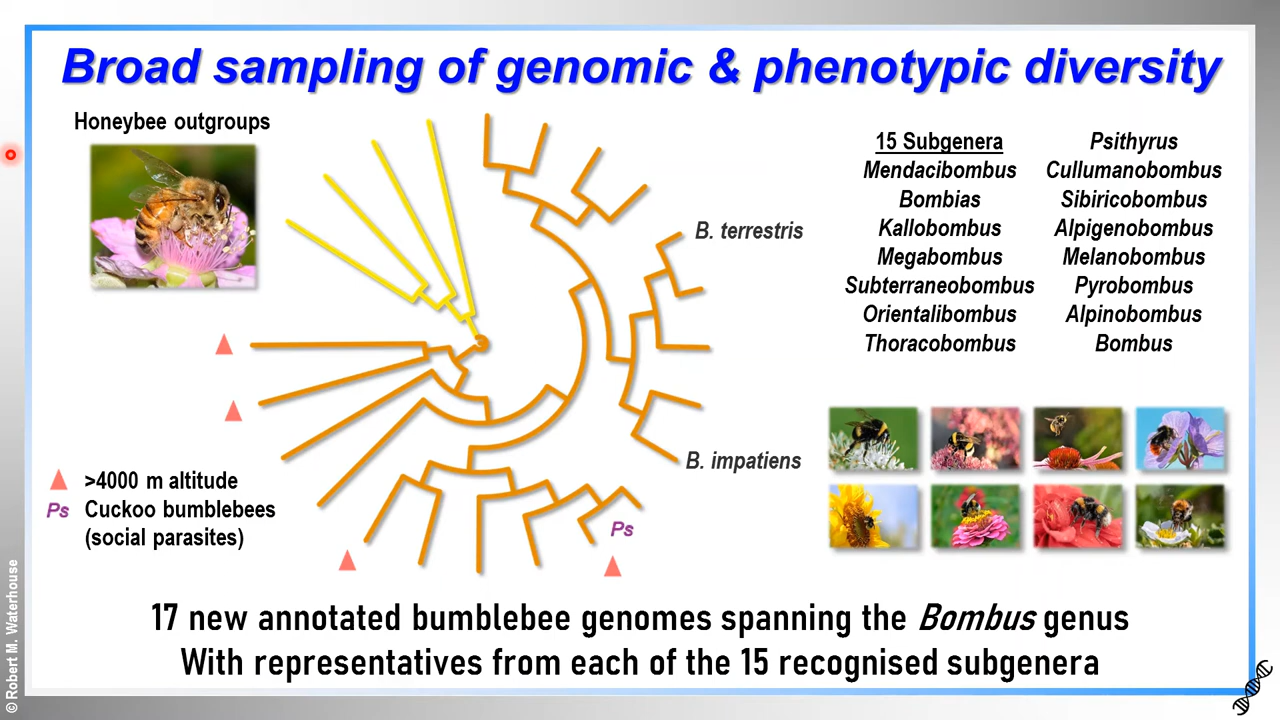 Broad sampling of genomic & phenotypic diversity
Honeybee outgroups
15 Subgenera
Mendacibombus
Bombias
Kallobombus
Megabombus
Subterraneobombus
Orientalibombus
Thoracobombus
Psithyrus
Cullumanobombus
Sibiricobombus
Alpigenobombus
Melanobombus
Pyrobombus
Alpinobombus
Bombus
B. terrestris
B. impatiens
>4000 m altitude
Ps Cuckoo bumblebees
(social parasites)
Ps
17 new annotated bumblebee genomes spanning the Bombus genus
With representatives from each of the 15 recognised subgenera
©Robert M. Waterhouse